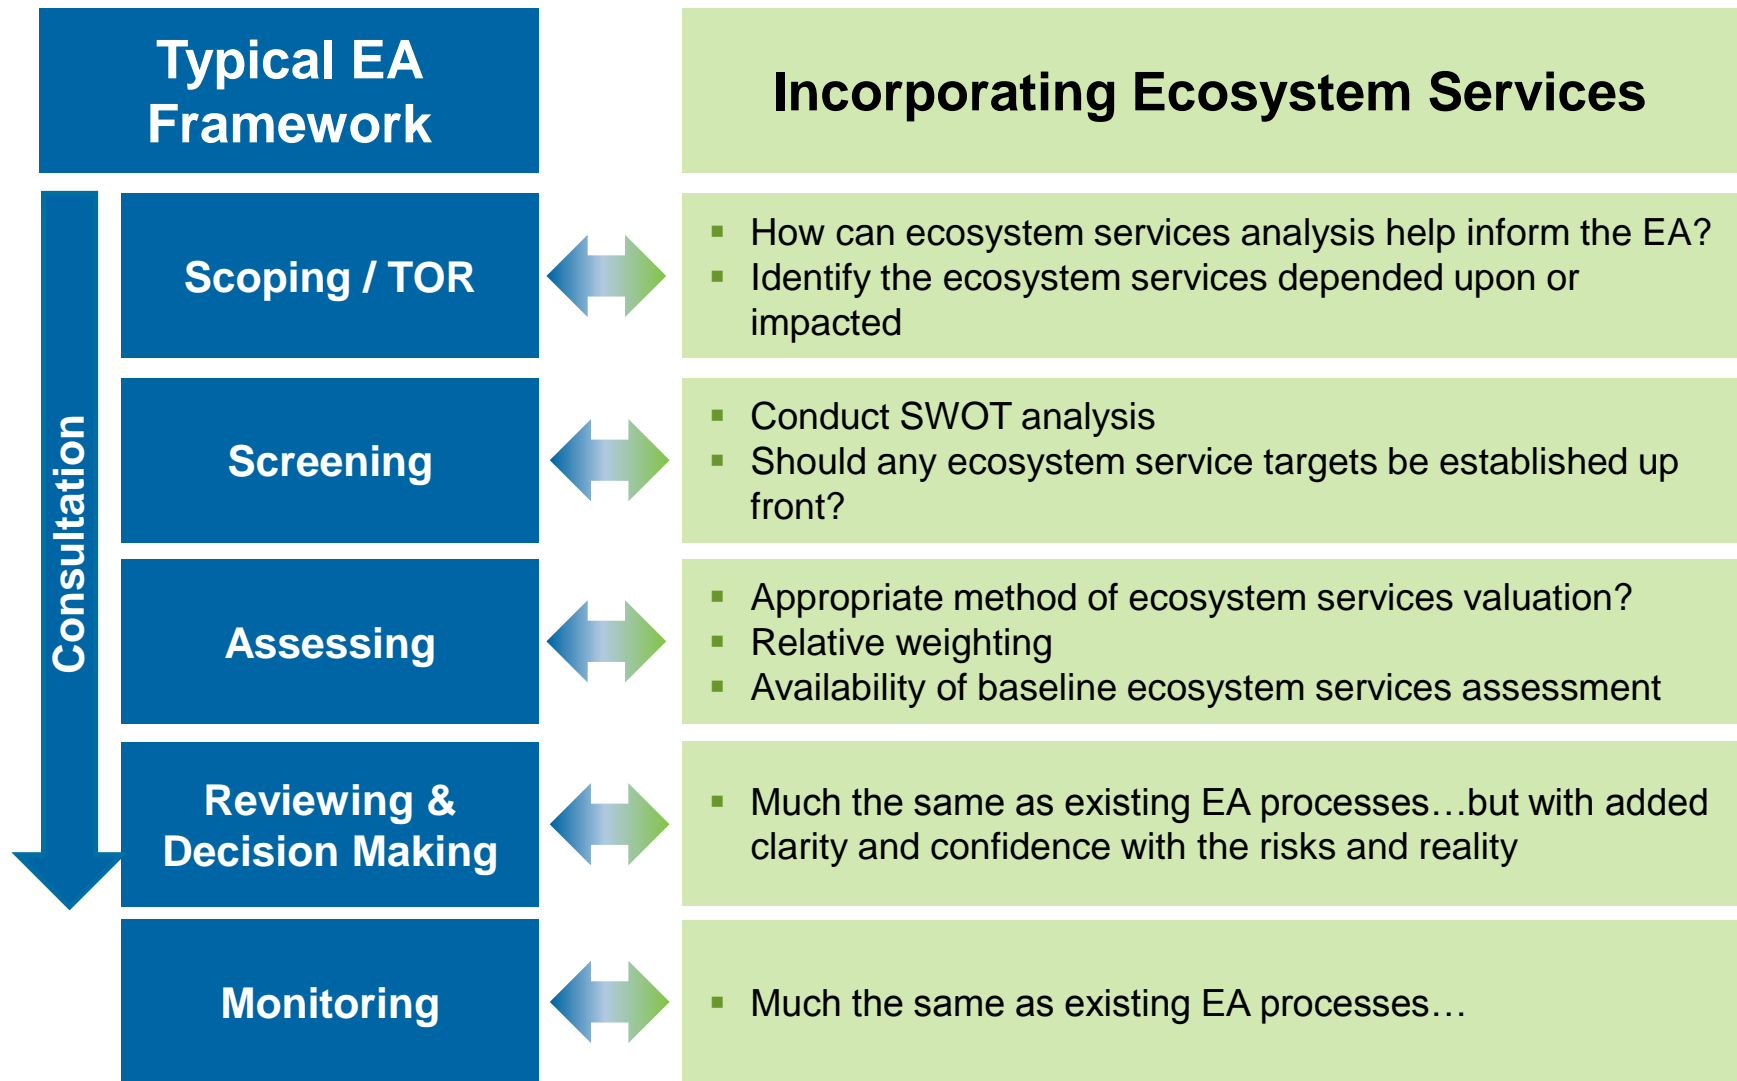 Typical EA
Framework
Incorporating Ecosystem Services
Consultation
Scoping / TOR
▪ How can ecosystem services analysis help inform the EA?
▪ Identify the ecosystem services depended upon or
impacted
Screening
▪ Conduct SWOT analysis
▪ Should any ecosystem service targets be established up
front?
Assessing
▪ Appropriate method of ecosystem services valuation?
▪ Relative weighting
▪ Availability of baseline ecosystem services assessment
Reviewing &
Decision Making
▪ Much the same as existing EA processes…but with added
clarity and confidence with the risks and reality
Monitoring
▪ Much the same as existing EA processes…